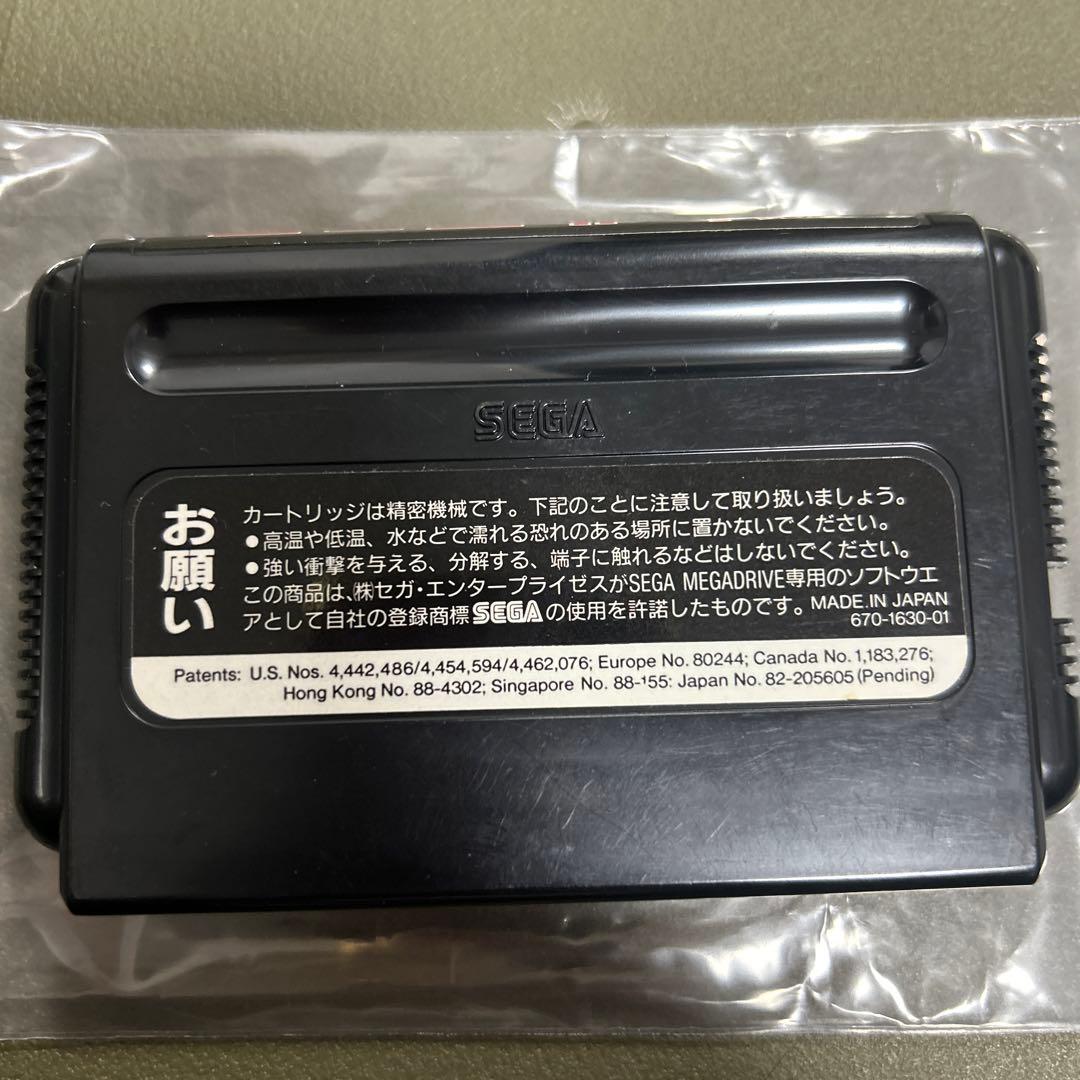 SEGA
お願い
カートリッジは精密機械です。下記のことに注意して取り扱いましょう。
●高温や低温、水などで濡れる恐れのある場所に置かないでください。
●強い衝撃を与える、分解する、端子に触れるなどはしないでください。
この商品は、㈱セガ・エンタープライゼスがSEGA MEGADRIVE専用のソフトウエ
アとして自社の登録商標SEGAの使用を許諾したものです。 MADE IN JAPAN
670-1630-01
Patents: U.S. Nos. 4,442,486/4,454,594/4,462,076; Europe No. 80244; Canada No. 1,183,276;
Hong Kong No. 88-4302; Singapore No. 88-155: Japan No. 82-205605 (Pending)